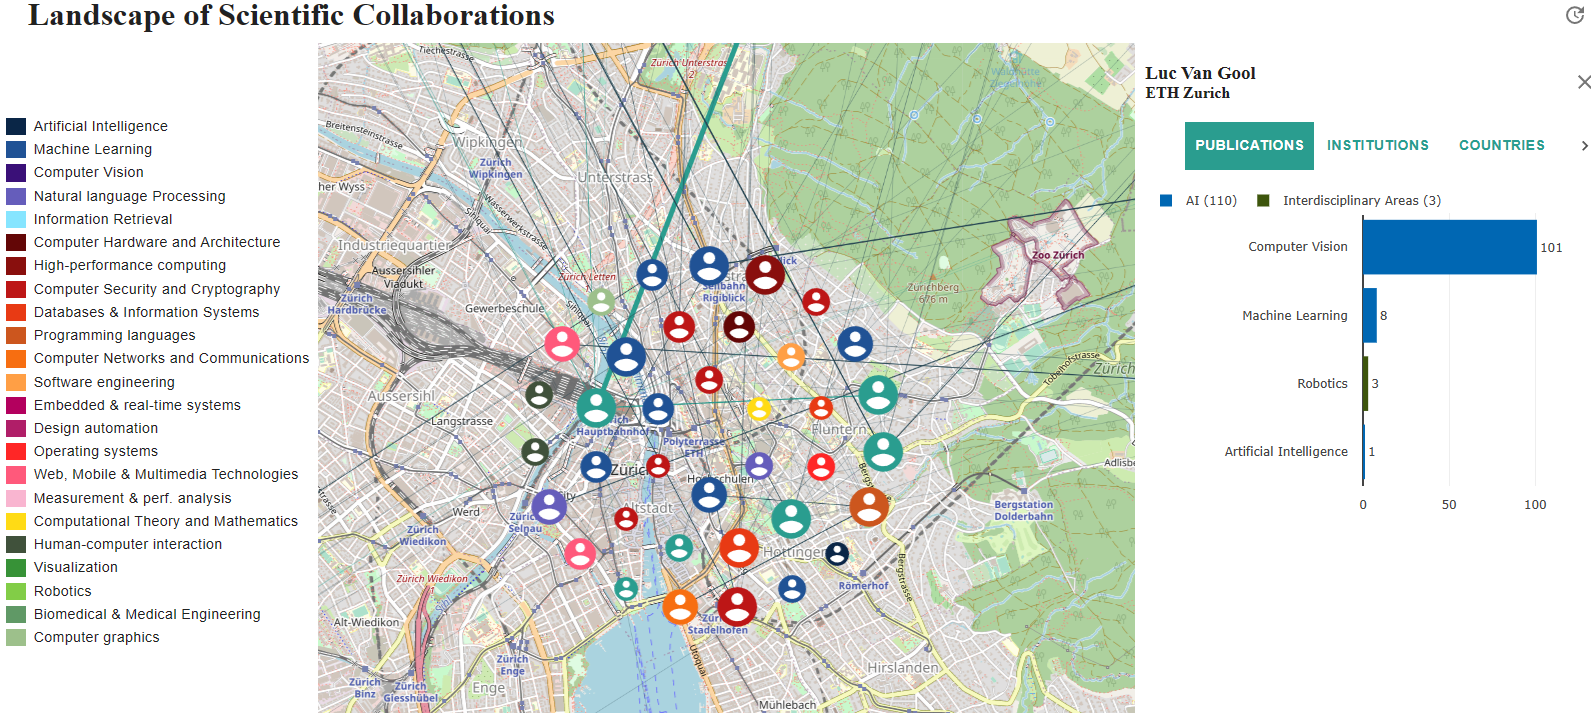 Landscape of Scientific Collaborations
Artificial Intelligence
Machine Learning
Computer Vision
Natural language Processing
Information Retrieval
Computer Hardware and Architecture
High-performance computing
Computer Security and Cryptography
Databases & Information Systems
Programming languages
Computer Networks and Communications
Software engineering
Embedded & real-time systems
Design automation
Operating systems
Web, Mobile & Multimedia Technologies
Measurement & perf. analysis
Computational Theory and Mathematics
Human-computer interaction
Visualization
Robotics
Biomedical & Medical Engineering
Computer graphics
Tiechestrasse
Zürich Unterstrass
2
Breitensteinstrasse
Wipkingen
Zürich
Wipkingen
Unterstrass
her Wyss
Wasserwerkstrasse
Sihlquai
Industriequartier
Aussersihler
Viadukt
Zürich Letten
Zürich
Hardbrücke
Gewerbeschule
Sihlquai
Seilbahn
Rigiblick
Zoo Zürich
Zürichberg
676 m
Tobelhofstrasse
Zürich
Aussersihl
Langstrasse
Hauptbahnhof
Polyterrasse
ETH
Fluntern
Adlisbe
Zürich
Altstadt
Werd
Zürich
Selnau
Zürich
Wiedikon
Zürich Wiedikon
1
Hottingen
Römerhof
Bergstrasse
Bergstation
Dolderbahn
Alt-Wiedikon
Stadelhofen
Utoquai
Zürich
Enge
Enge
Zürich
Binz
Zürich
Giesshübel
Hirslanden
Mühlebach
Luc Van Gool
ETH Zurich
PUBLICATIONS INSTITUTIONS COUNTRIES
AI (110) Interdisciplinary Areas (3)
Computer Vision 101
Machine Learning 8
Robotics 3
Artificial Intelligence 1
0 50 100